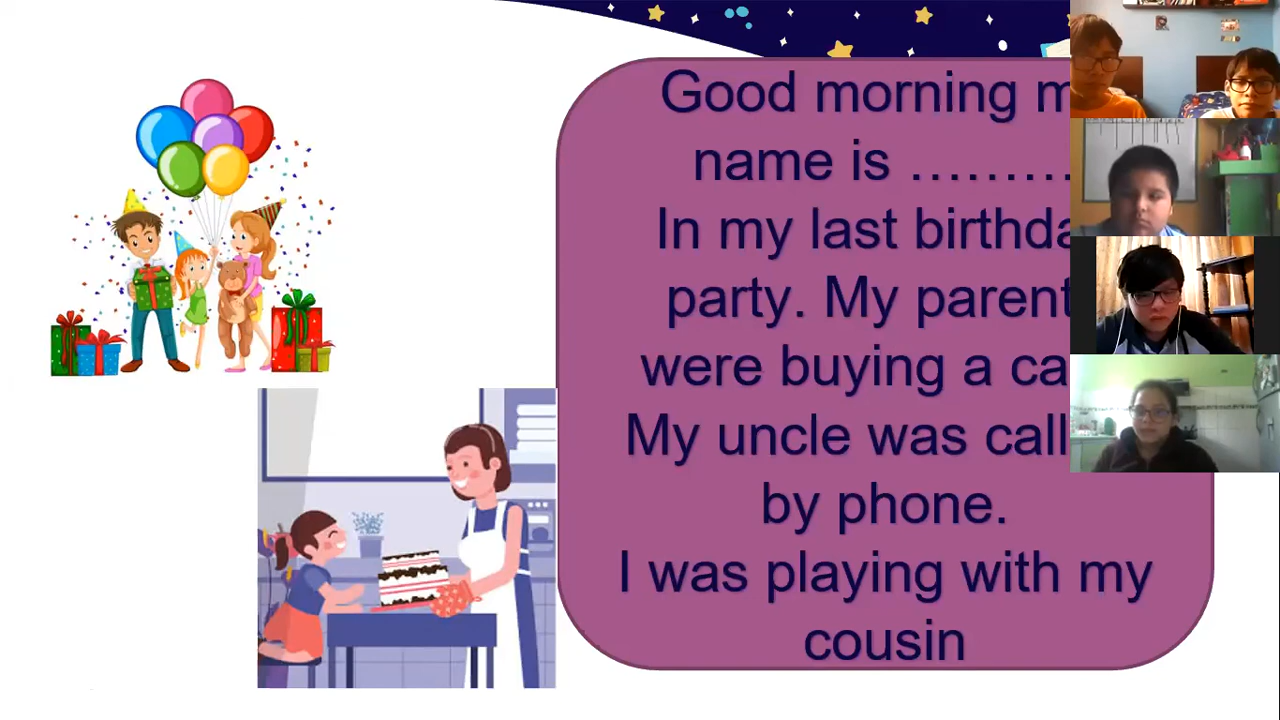 Good morning m
name is ..........
In my last birthda
party. My parent
were buying a ca
My uncle was call
by phone.
I was playing with my
cousin